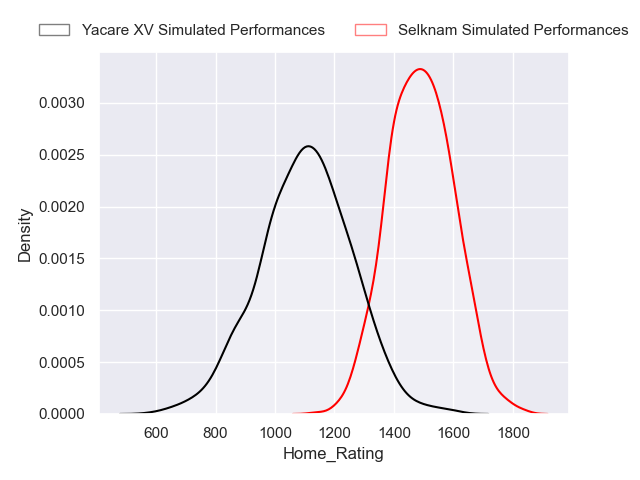 Yacare XV Simulated Performances Selknam Simulated Performances
0.0030
0.0025
0.0020
0.0015
0.0010
0.0005
0.0000
Density
600 800 1000 1200 1400 1600 1800
Home_Rating